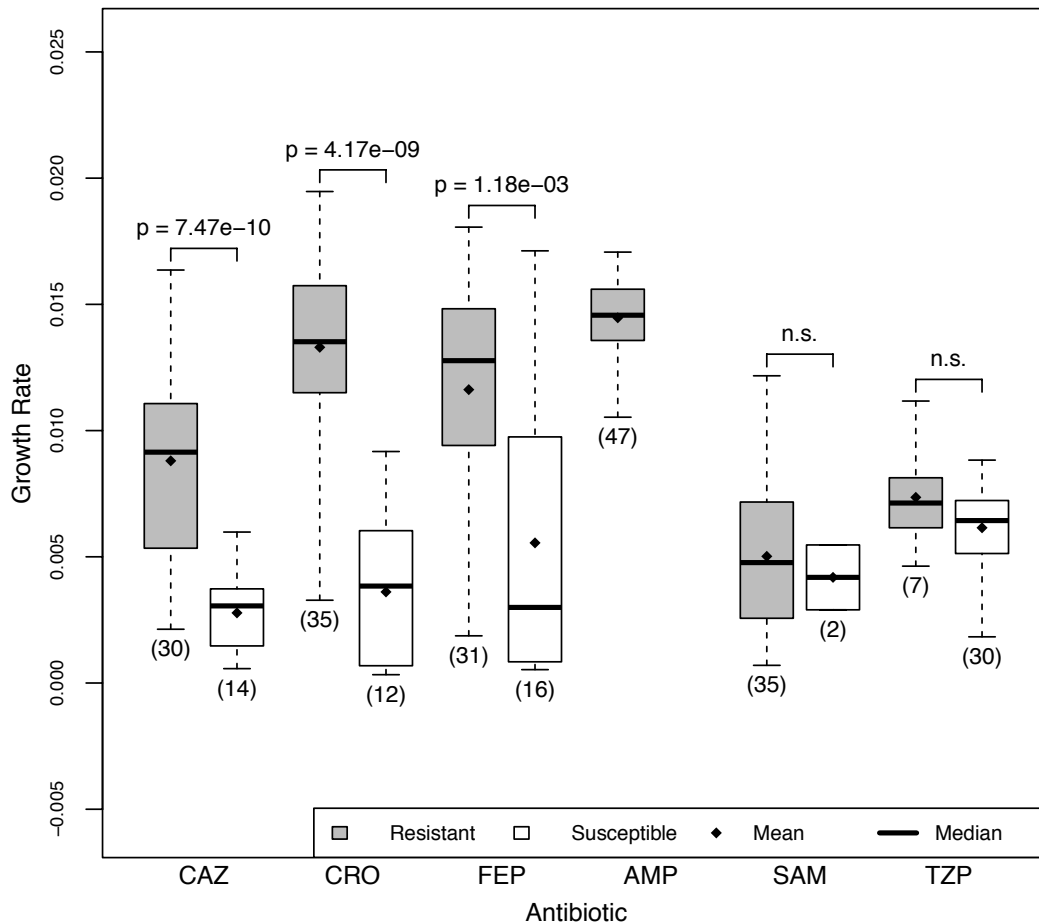 Growth Rate
0.025
0.020
0.015
0.010
0.005
0.000
−0.005
p = 7.47e−10
p = 4.17e−09
p = 1.18e−03
n.s.
n.s.
(30)
(14)
(35)
(12)
(31)
(16)
(47)
(35)
(2)
(7)
(30)
Resistant Susceptible Mean Median
CAZ CRO FEP AMP SAM TZP
Antibiotic